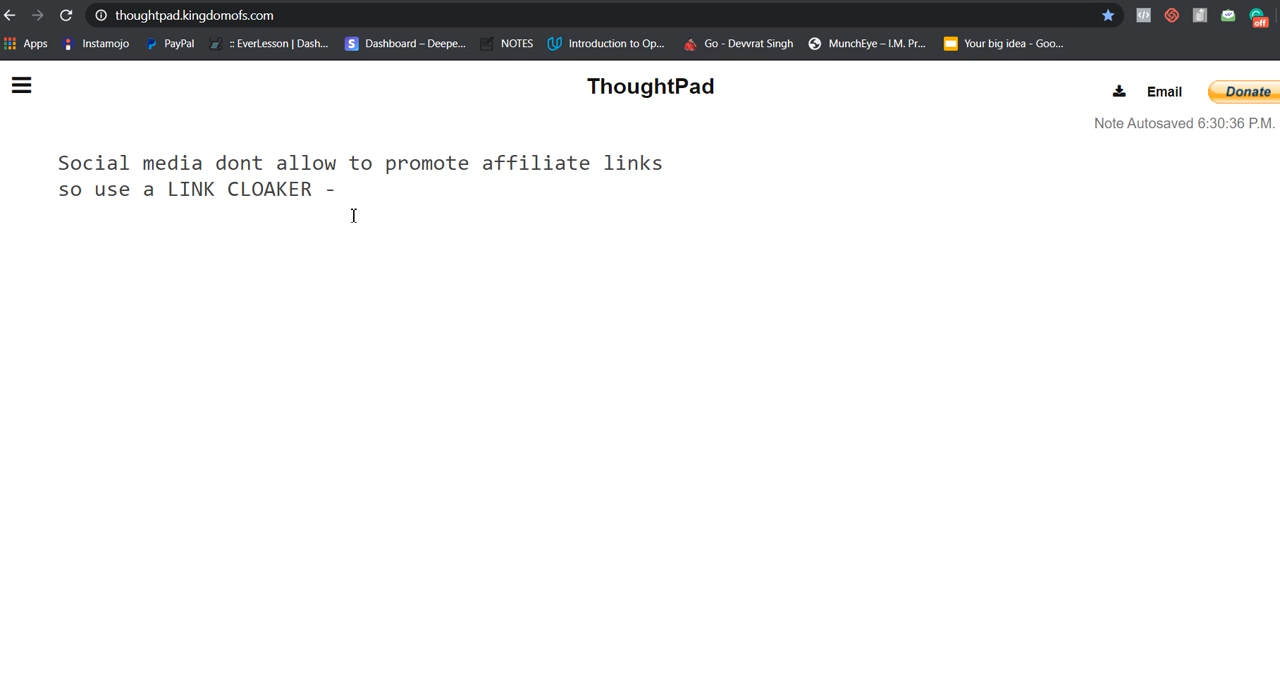 thoughtpad.kingdomofs.com
off
Apps Instamojo PayPal :: EverLesson | Dash... Dashboard – Deepe... NOTES Introduction to Op... Go - Devvrat Singh MunchEye – I.M. Pr... Your big idea - Goo...
ThoughtPad
Email Donate
Note Autosaved 6:30:36 P.M.
Social media dont allow to promote affiliate links
so use a LINK CLOAKER -